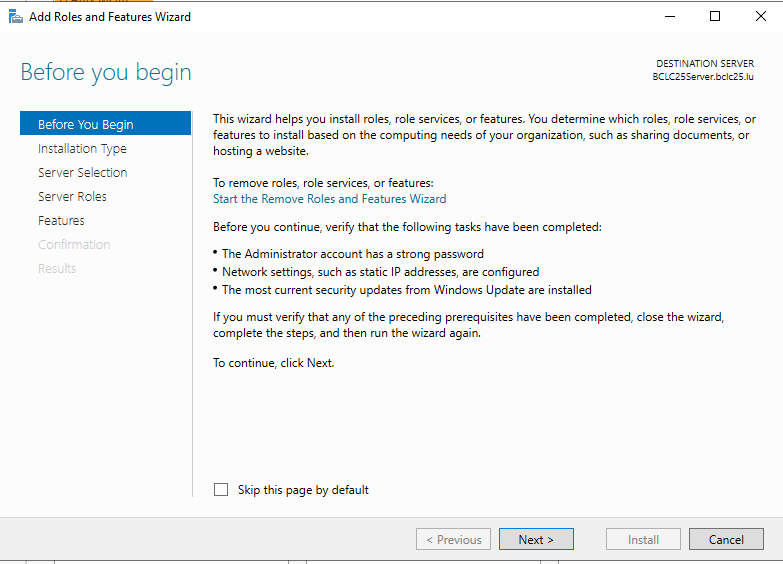 Add Roles and Features Wizard
Before you begin
DESTINATION SERVER
BCLC25Server.bclc25.lu
Before You Begin
Installation Type
Server Selection
Server Roles
Features
Confirmation
Results
This wizard helps you install roles, role services, or features. You determine which roles, role services, or
features to install based on the computing needs of your organization, such as sharing documents, or
hosting a website.
To remove roles, role services, or features:
Start the Remove Roles and Features Wizard
Before you continue, verify that the following tasks have been completed:
• The Administrator account has a strong password
• Network settings, such as static IP addresses, are configured
• The most current security updates from Windows Update are installed
If you must verify that any of the preceding prerequisites have been completed, close the wizard,
complete the steps, and then run the wizard again.
To continue, click Next.
Skip this page by default
< Previous
Next >
Install
Cancel